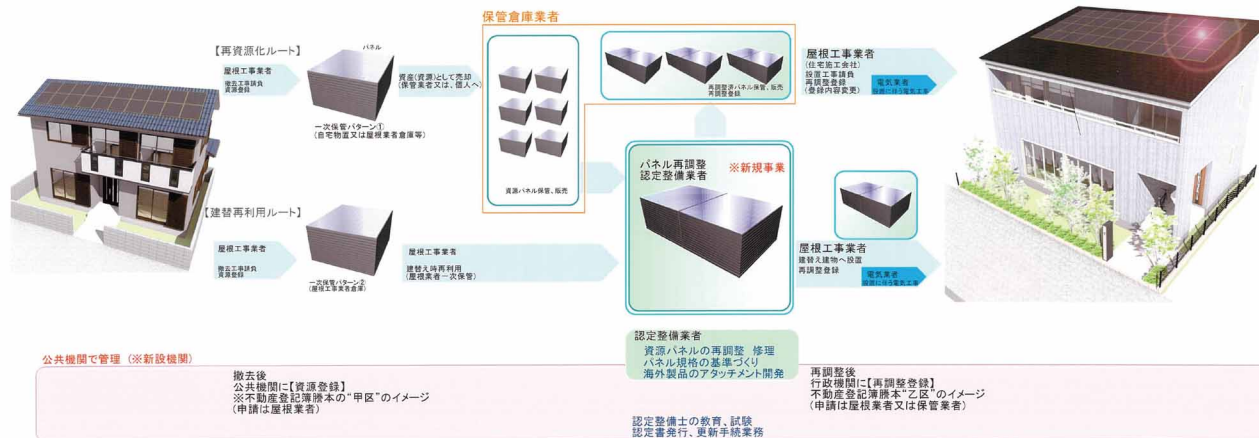 保管倉庫業者
【再資源化ルート】
屋根工事業者
撤去工事請負
資源登録
パネル
一次保管パターン①
(自宅物置又は屋根業者倉庫等)
資産(資源)として売却
(保管業者又は、個人へ)
資源パネル保管、販売
再調整源パネル保管、販売
再調整登録
屋根工事業者
(住宅施工会社)
設置工事請負
再調整登録
(登録内容変更)
電気業者
設置に伴う電気工事
パネル再調整
認定整備業者
※新規事業
【建替再利用ルート】
屋根工事業者
撤去工事請負
資源登録
一次保管パターン②
(屋根工事業者倉庫)
屋根工事業者
建替え時再利用
(屋根業者一次保管)
屋根工事業者
建替え建物へ設置
再調整登録
電気業者
設置に伴う電気工事
認定整備業者
資源パネルの再調整 修理
パネル規格の基準づくり
海外製品のアタッチメント開発
公共機関で管理 (※新設機関)
撤去後
公共機関に【資源登録】
※不動産登記簿謄本の“甲区”のイメージ
(申請は屋根業者)
再調整後
行政機関に【再調整登録】
不動産登記簿謄本“乙区”のイメージ
(申請は屋根業者又は保管業者)
認定整備士の教育、試験
認定書発行、更新手続業務